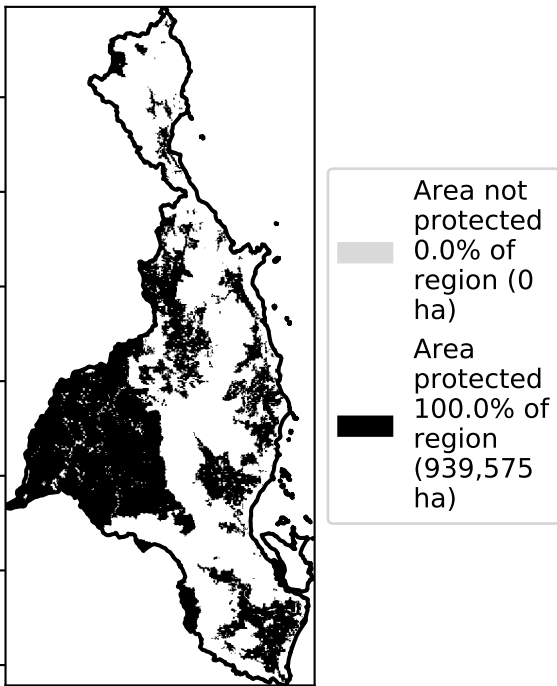 Area not
protected
0.0% of
region (0
ha)
Area
protected
100.0% of
region
(939,575
ha)